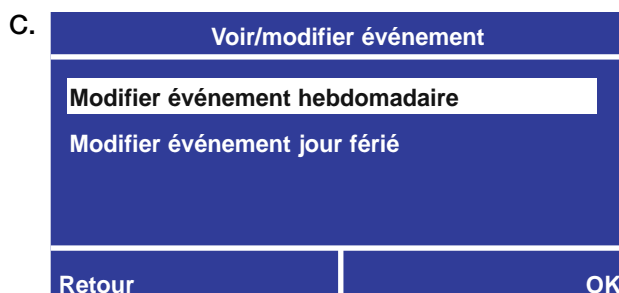 C.
Voir/modifier événement
Modifier événement hebdomadaire
Modifier événement jour férié
Retour OK